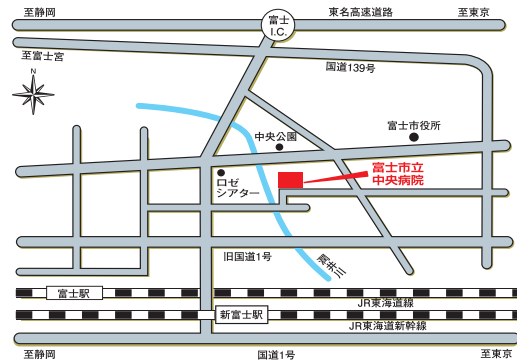 至静岡
富士
I.C.
東名高速道路
至東京
至富士宮
国道139号
N
富士市役所
中央公園
富士市立
中央病院
ロゼ
シアター
旧国道1号
潤井川
富士駅
JR東海道線
新富士駅
JR東海道新幹線
至静岡
国道1号
至東京